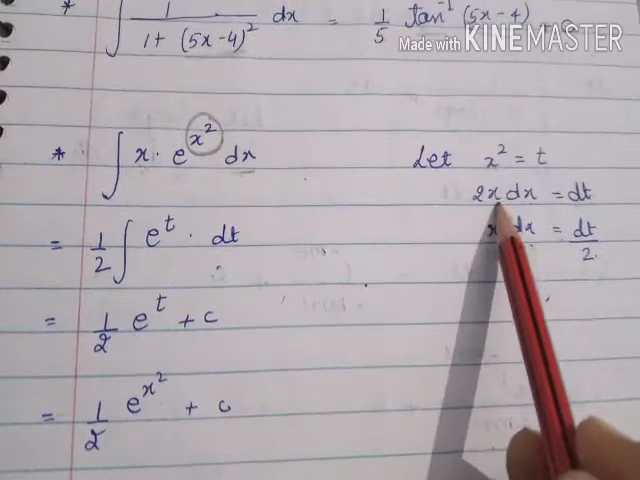 * ∫ 1/(1 + (5x-4)²) dx = 1/5 tan⁻¹ (5x-4) + C
Made with KINEMASTER
* ∫ x · e^(x²) dx Let x² = t
2x dx = dt
= 1/2 ∫ e^t · dt x dx = dt/2
= 1/2 e^t + c
= 1/2 e^(x²) + c